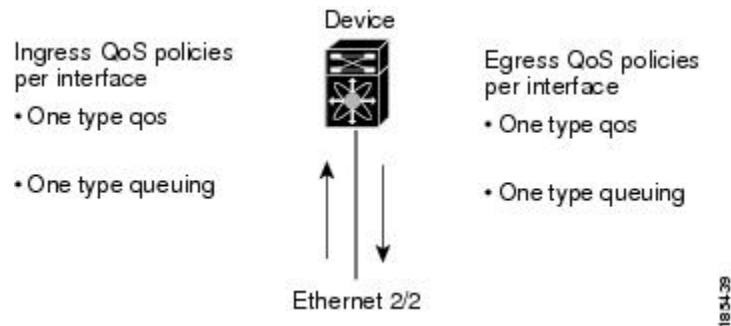 Device
Ingress QoS policies
per interface
• One type qos
• One type queuing
Egress QoS policies
per interface
• One type qos
• One type queuing
Ethernet 2/2
185439